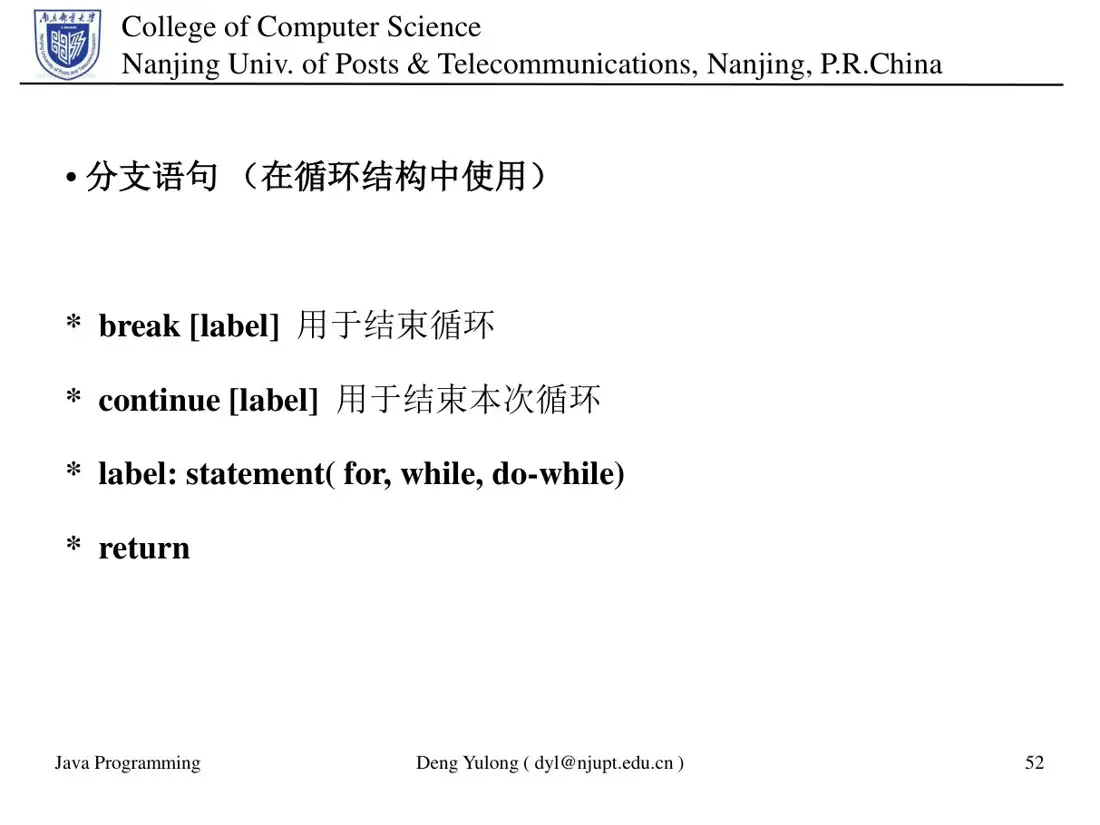 College of Computer Science
Nanjing Univ. of Posts & Telecommunications, Nanjing, P.R.China
• 分支语句 （在循环结构中使用）
* break [label] 用于结束循环
* continue [label] 用于结束本次循环
* label: statement( for, while, do-while)
* return
Java Programming
Deng Yulong ( dyl@njupt.edu.cn )
52